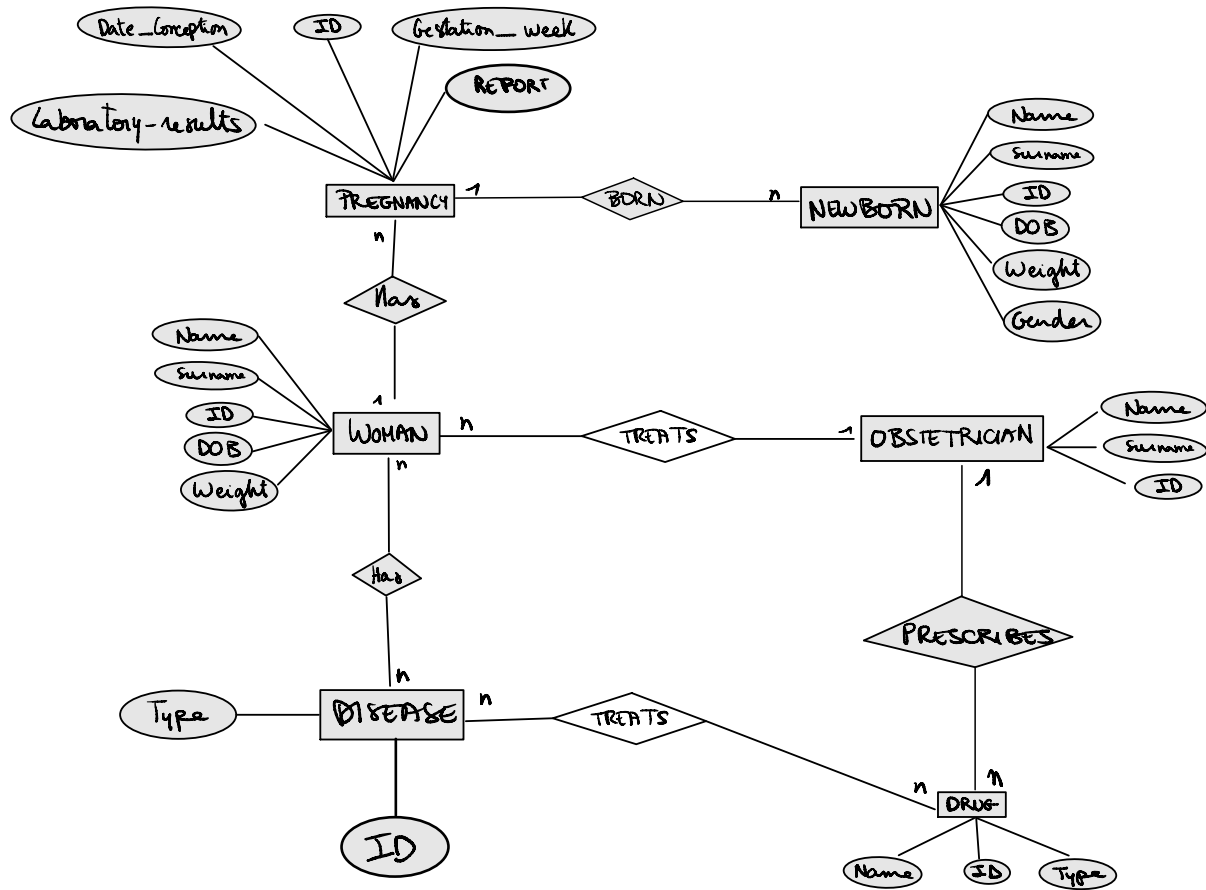 Date_Conception
ID
Gestation_week
REPORT
Laboratory-results
PREGNANCY
1
BORN
n
NEWBORN
Name
Surname
ID
DOB
Weight
Gender
n
Has
1
Name
Surname
ID
DOB
Weight
WOMAN
n
TREATS
1
OBSTETRICIAN
Name
Surname
ID
n
Has
n
1
PRESCRIBES
n
Type
DISEASE
n
TREATS
n
ID
DRUG
Name
ID
Type